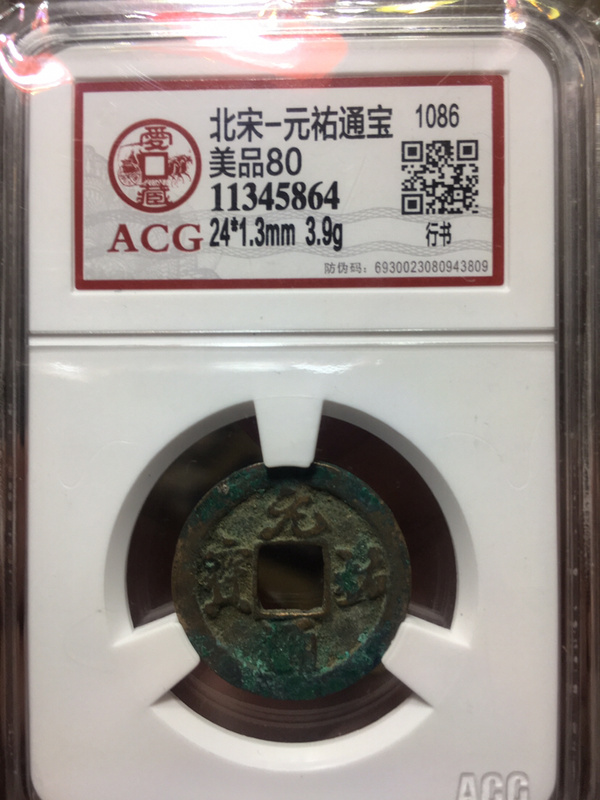 愛
藏
ACG
北宋-元祐通宝 1086
美品80
11345864
24*1.3mm 3.9g
行书
防伪码：6930023080943809
元
祐
寶
ACG